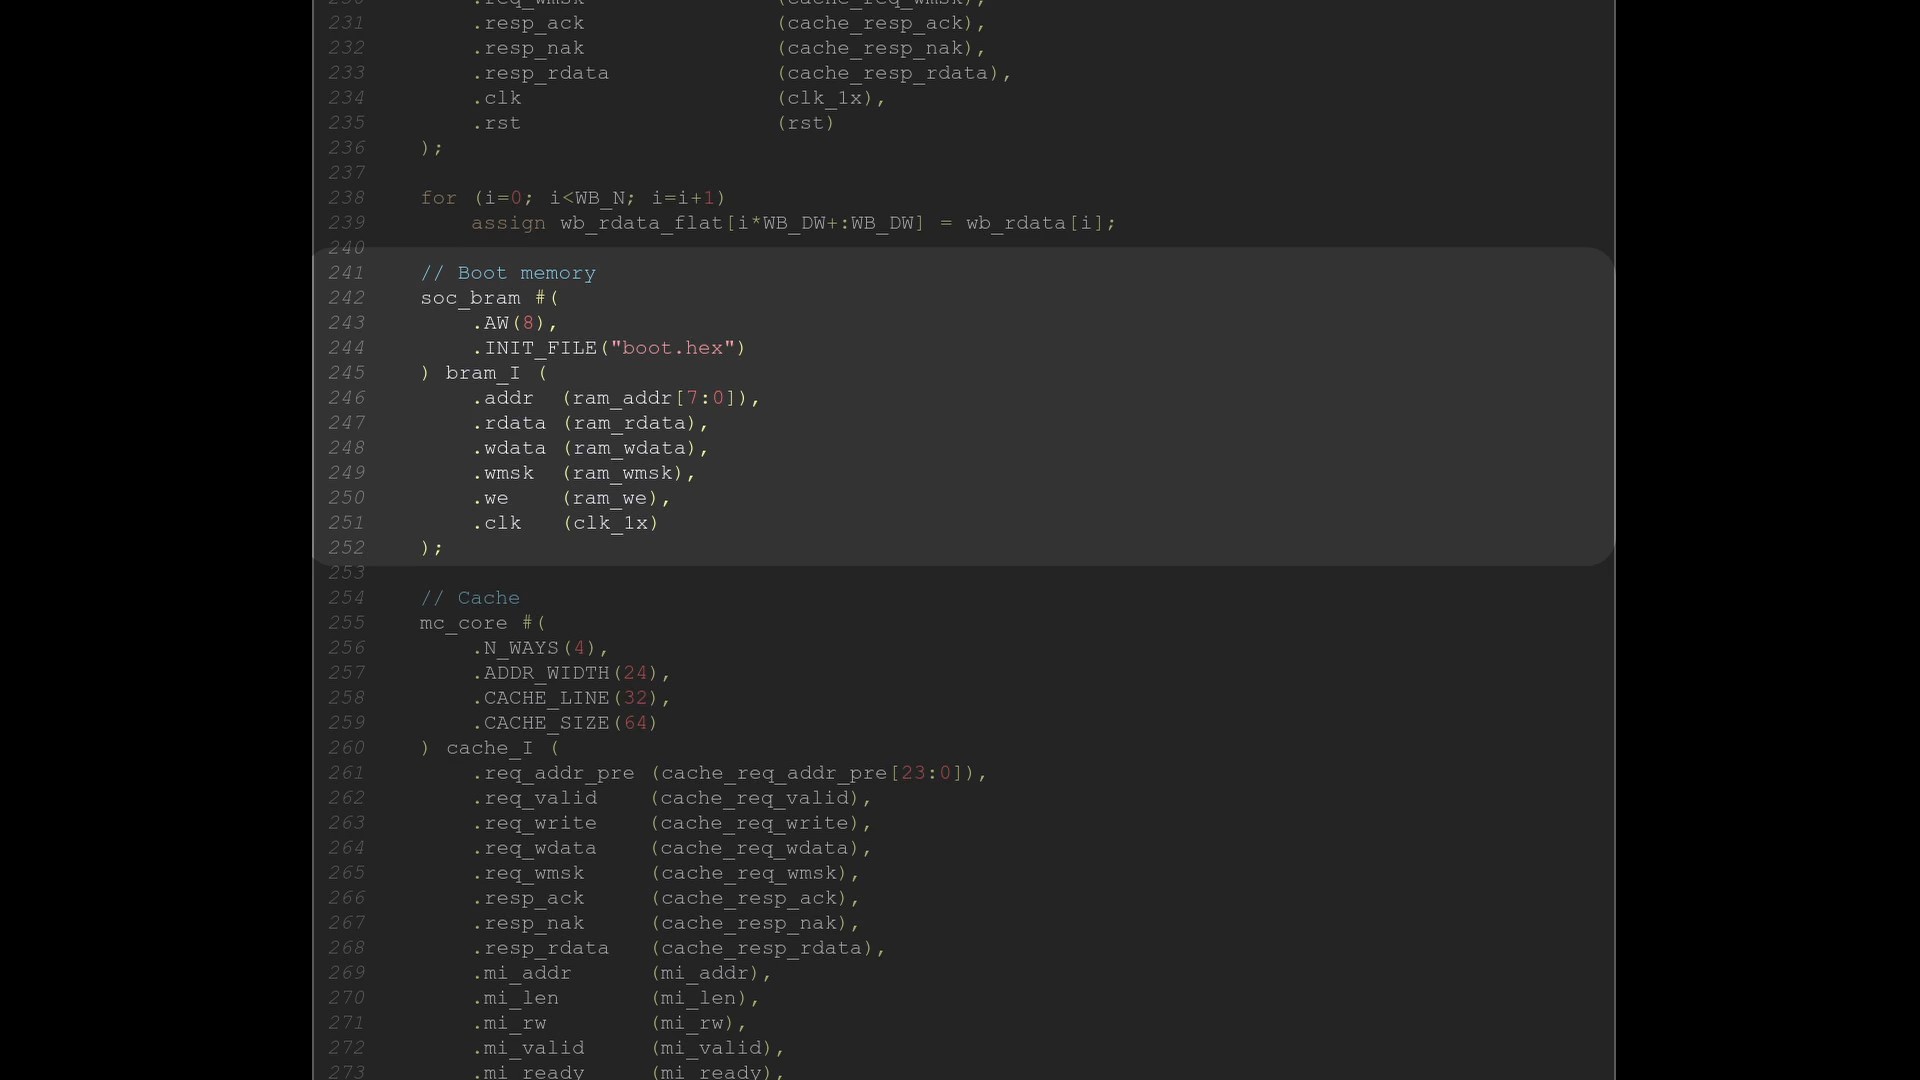 230 .req_wmsk (cache_req_wmsk),
231 .resp_ack (cache_resp_ack),
232 .resp_nak (cache_resp_nak),
233 .resp_rdata (cache_resp_rdata),
234 .clk (clk_1x),
235 .rst (rst)
236 );
237
238 for (i=0; i<WB_N; i=i+1)
239 assign wb_rdata_flat[i*WB_DW+:WB_DW] = wb_rdata[i];
240
241 // Boot memory
242 soc_bram #(
243 .AW(8),
244 .INIT_FILE("boot.hex")
245 ) bram_I (
246 .addr (ram_addr[7:0]),
247 .rdata (ram_rdata),
248 .wdata (ram_wdata),
249 .wmsk (ram_wmsk),
250 .we (ram_we),
251 .clk (clk_1x)
252 );
253
254 // Cache
255 mc_core #(
256 .N_WAYS(4),
257 .ADDR_WIDTH(24),
258 .CACHE_LINE(32),
259 .CACHE_SIZE(64)
260 ) cache_I (
261 .req_addr_pre (cache_req_addr_pre[23:0]),
262 .req_valid (cache_req_valid),
263 .req_write (cache_req_write),
264 .req_wdata (cache_req_wdata),
265 .req_wmsk (cache_req_wmsk),
266 .resp_ack (cache_resp_ack),
267 .resp_nak (cache_resp_nak),
268 .resp_rdata (cache_resp_rdata),
269 .mi_addr (mi_addr),
270 .mi_len (mi_len),
271 .mi_rw (mi_rw),
272 .mi_valid (mi_valid),
273 .mi_ready (mi_ready),